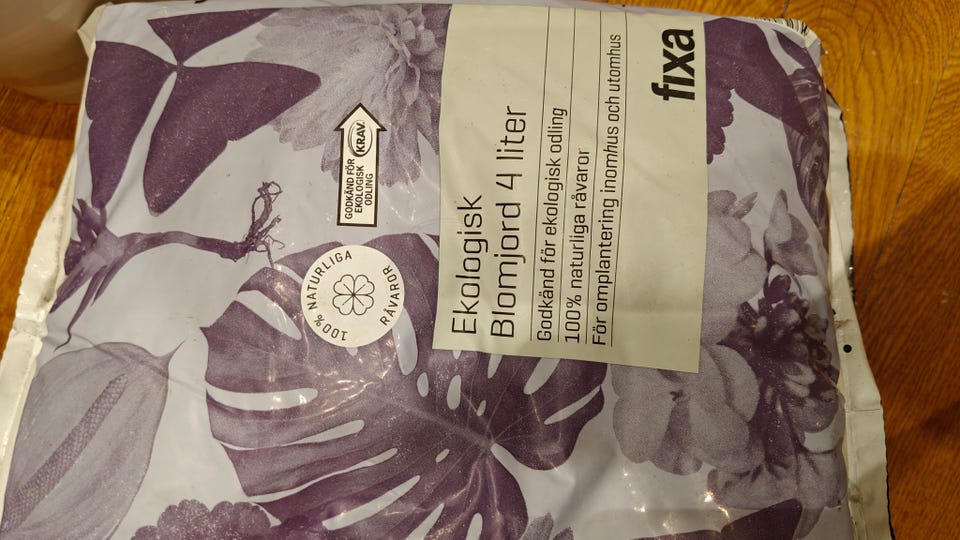 fixa
Ekologisk
Blomjord 4 liter
Godkänd för ekologisk odling
100% naturliga råvaror
För omplantering inomhus och utomhus
GODKÄND FÖR
EKOLOGISK
ODLING
KRAV
100% NATURLIGA
RÅVAROR